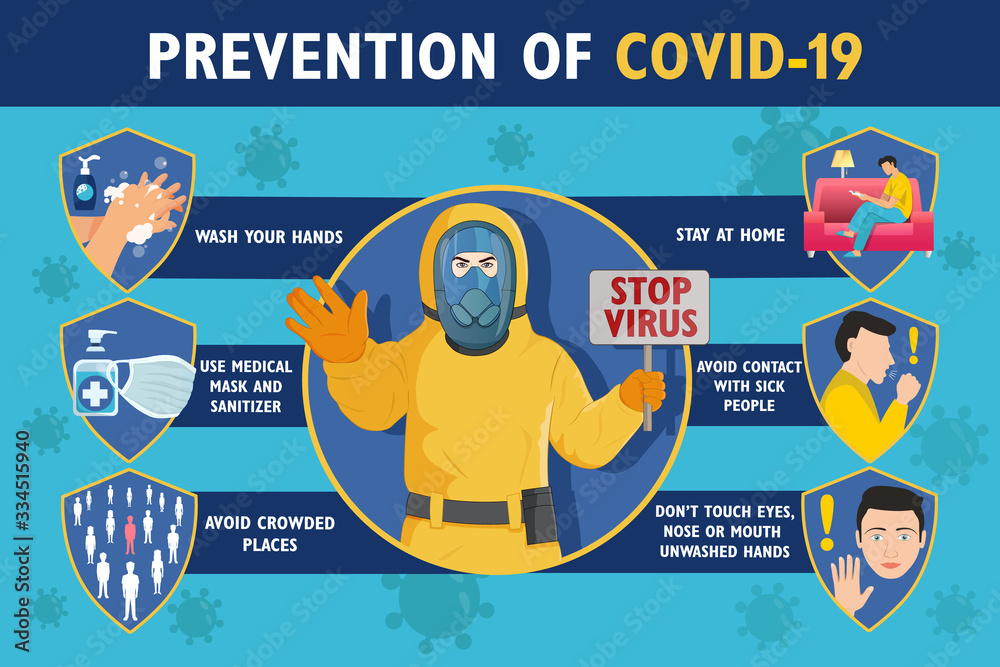 PREVENTION OF COVID-19
WASH YOUR HANDS
USE MEDICAL
MASK AND
SANITIZER
AVOID CROWDED
PLACES
STOP
VIRUS
STAY AT HOME
AVOID CONTACT
WITH SICK
PEOPLE
DON'T TOUCH EYES,
NOSE OR MOUTH
UNWASHED HANDS
Adobe Stock | #334515940